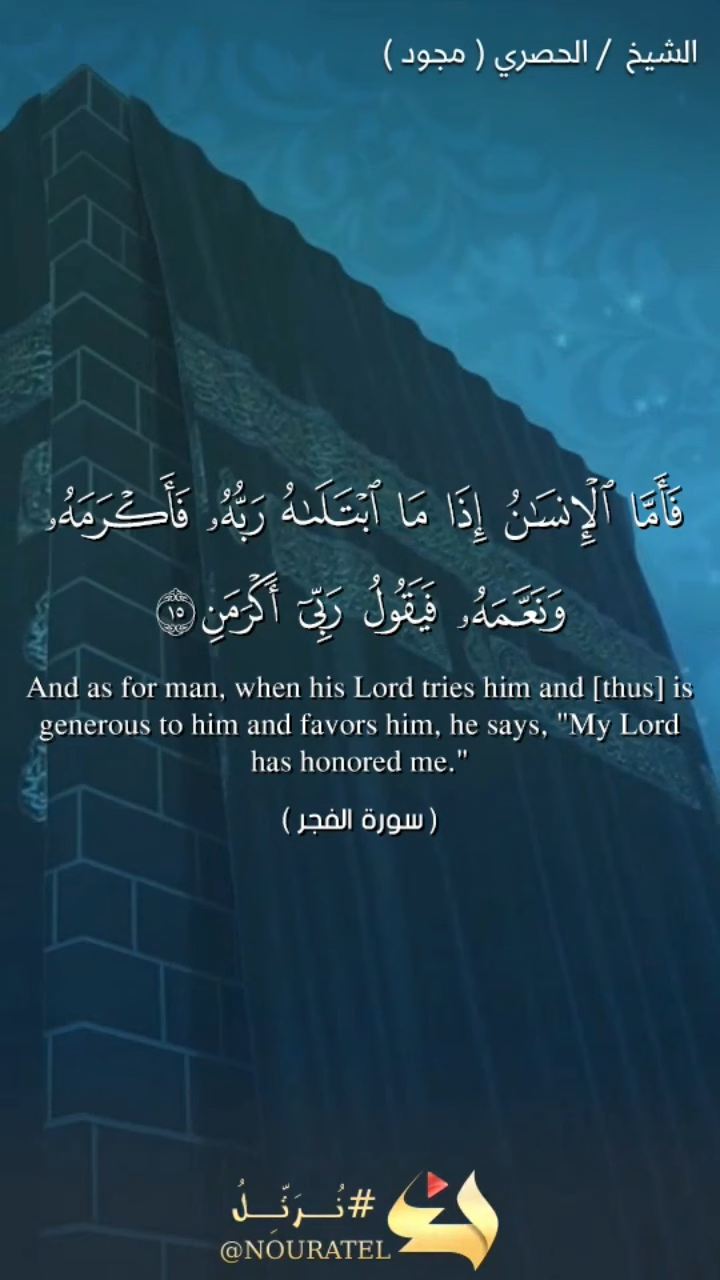 الشيخ / الحصري ( مجود )
فَأَمَّا ٱلْإِنسَـٰنُ إِذَا مَا ٱبْتَلَىٰهُ رَبُّهُۥ فَأَكْرَمَهُۥ
وَنَعَّمَهُۥ فَيَقُولُ رَبِّىٓ أَكْرَمَنِ ١٥
And as for man, when his Lord tries him and [thus] is
generous to him and favors him, he says, "My Lord
has honored me."
( سورة الفجر )
#نُـرَتِّـلُ
@NOURATEL